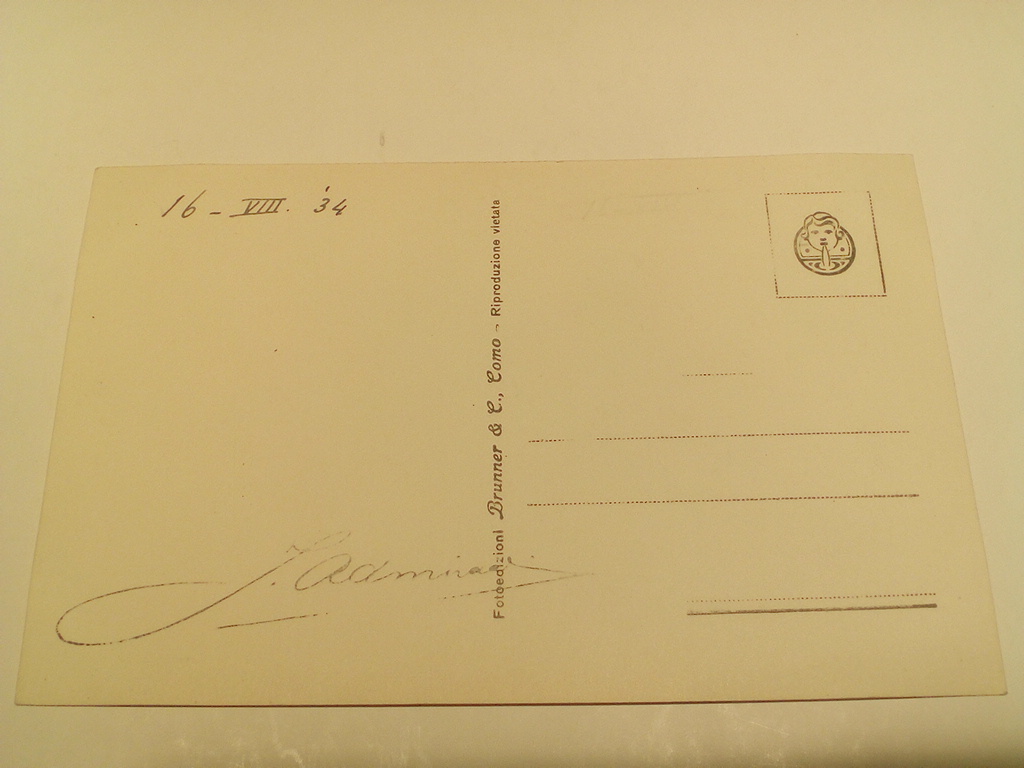 16 - VIII. '34
Fotoedizioni Brunner & C., Como - Riproduzione vietata